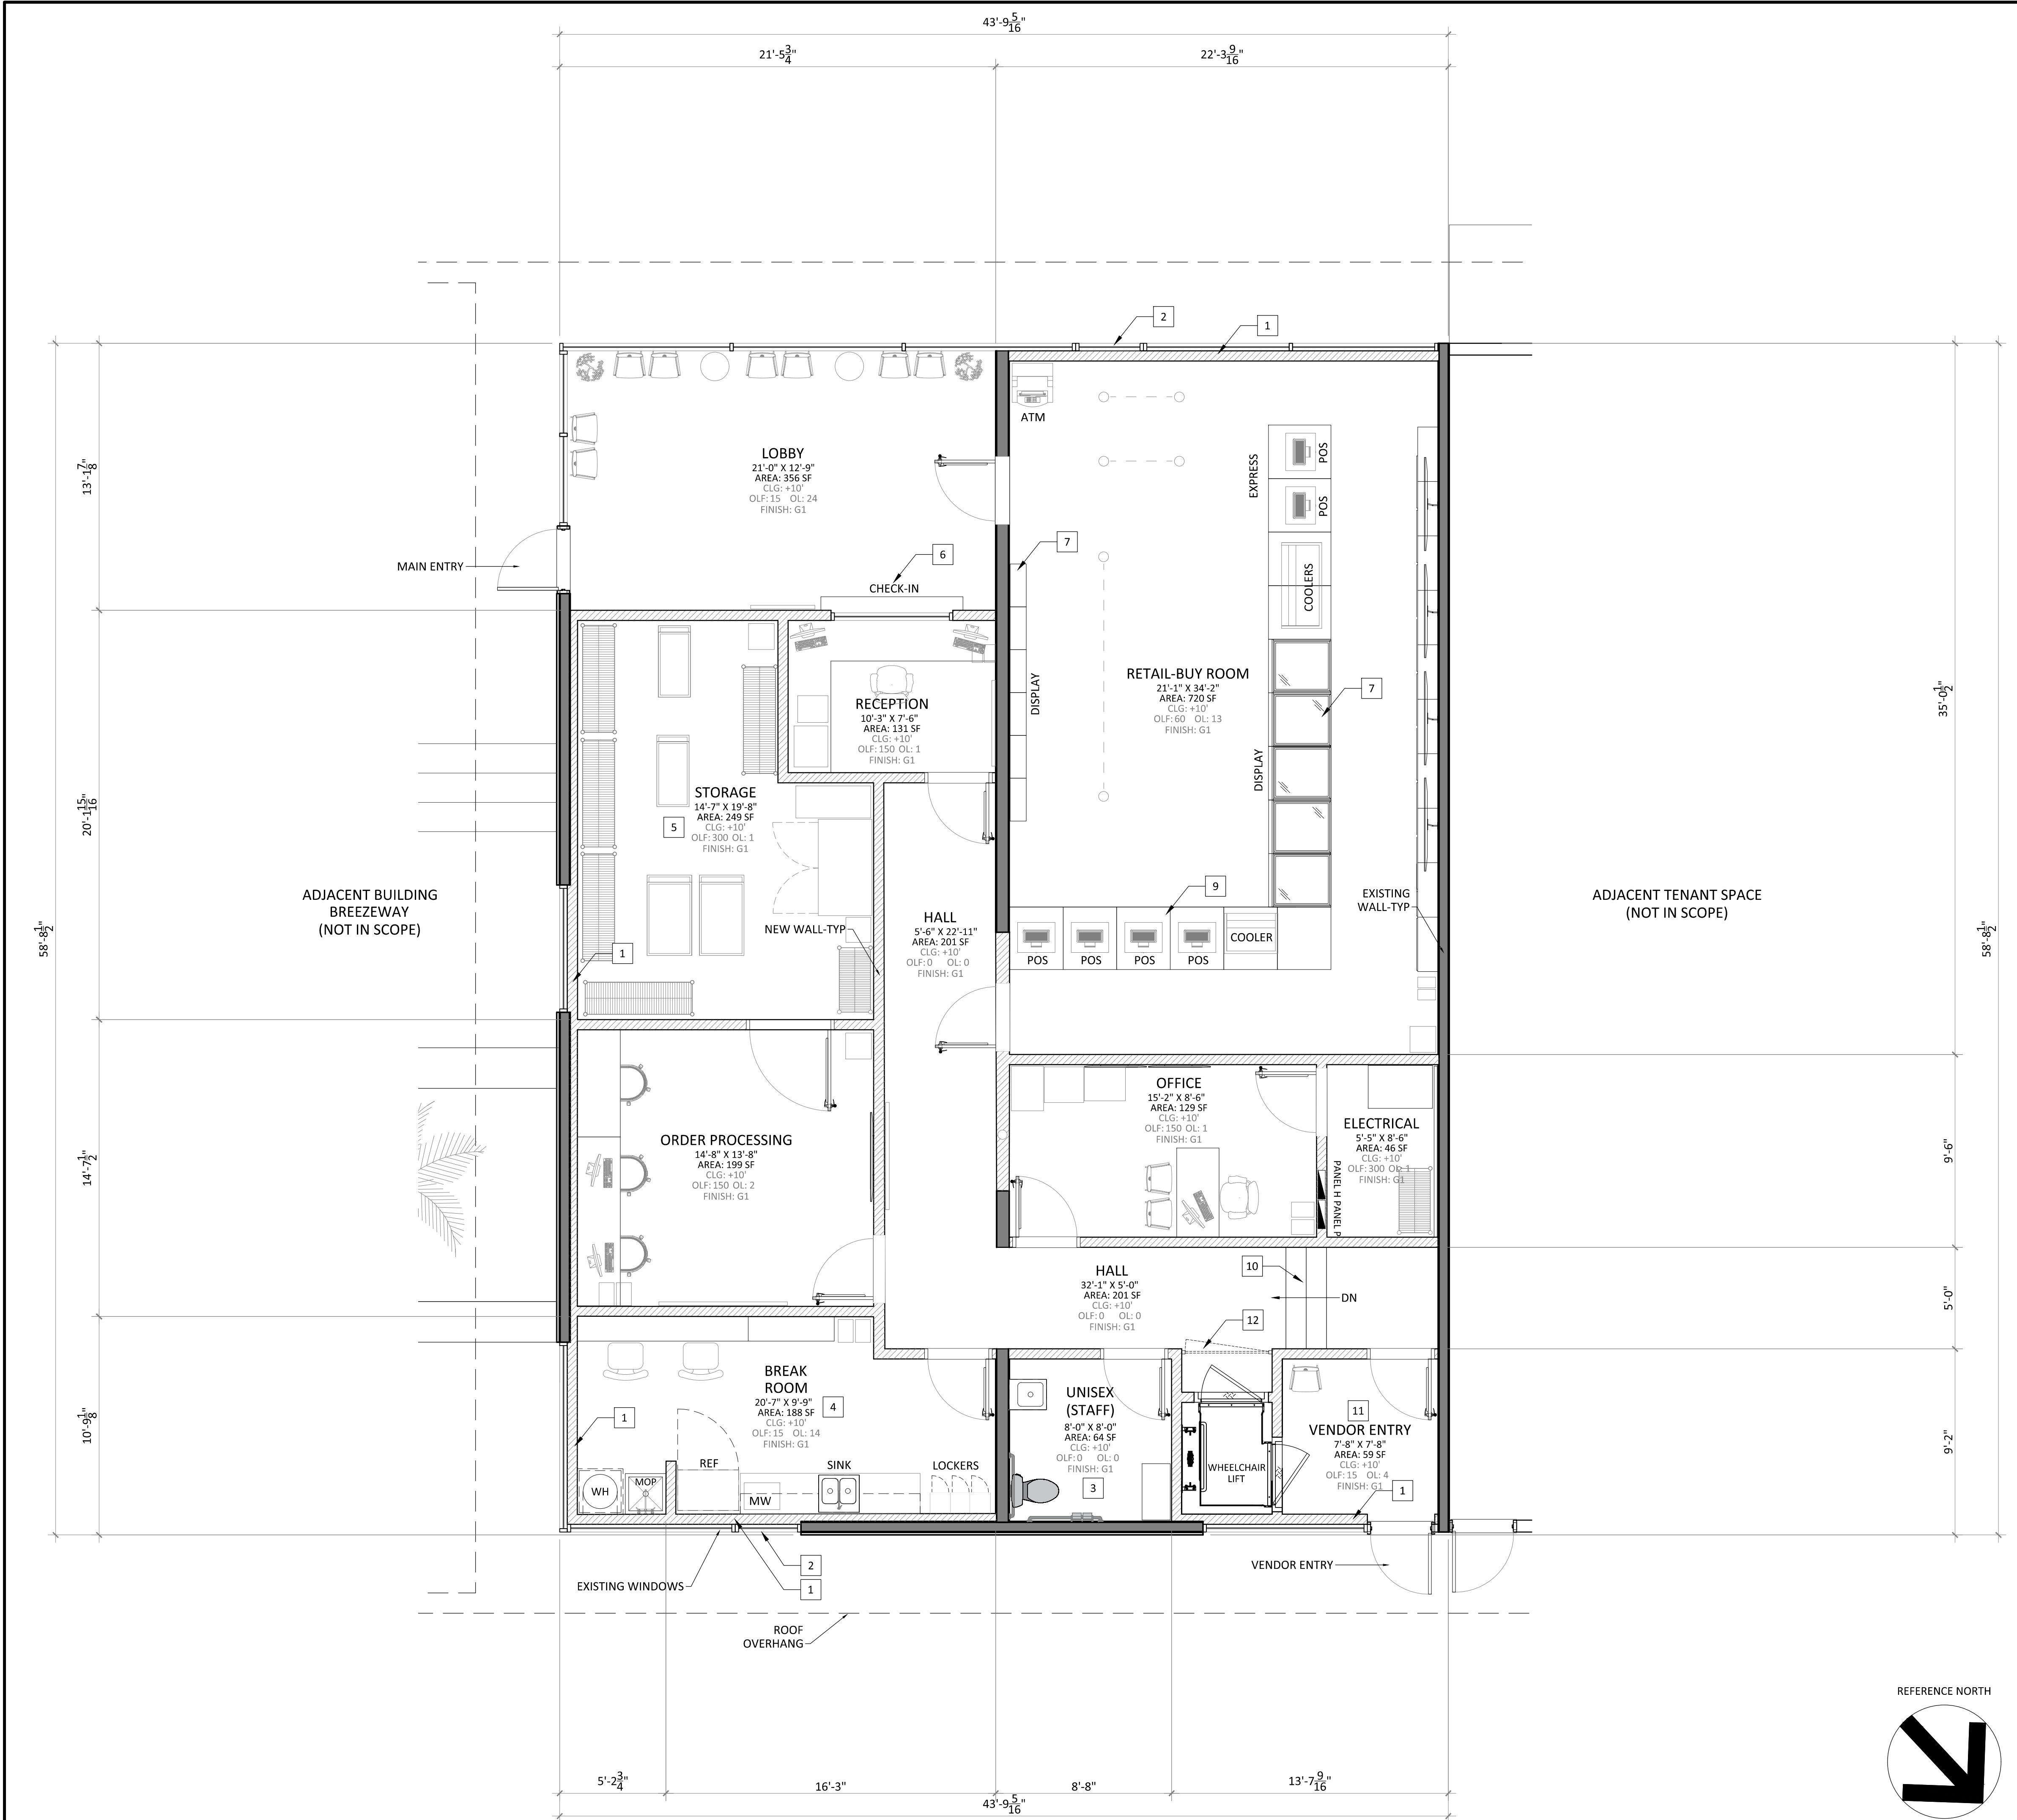 43'-9 5/16"
21'-5 3/4"
22'-3 9/16"
2
1
ATM
LOBBY
21'-0" X 12'-9"
AREA: 356 SF
CLG: +10'
OLF: 15 OL: 24
FINISH: G1
EXPRESS
POS
POS
13'-1 7/8"
MAIN ENTRY
6
CHECK-IN
7
COOLERS
RETAIL-BUY ROOM
21'-1" X 34'-2"
AREA: 720 SF
CLG: +10'
OLF: 60 OL: 13
FINISH: G1
7
DISPLAY
DISPLAY
35'-0 1/2"
RECEPTION
10'-3" X 7'-6"
AREA: 131 SF
CLG: +10'
OLF: 150 OL: 1
FINISH: G1
STORAGE
14'-7" X 19'-8"
AREA: 249 SF
CLG: +10'
OLF: 300 OL: 1
FINISH: G1
5
20'-1 15/16"
ADJACENT BUILDING
BREEZEWAY
(NOT IN SCOPE)
58'-8 1/2"
NEW WALL-TYP
1
HALL
5'-6" X 22'-11"
AREA: 201 SF
CLG: +10'
OLF: 0 OL: 0
FINISH: G1
9
EXISTING
WALL-TYP
ADJACENT TENANT SPACE
(NOT IN SCOPE)
58'-8 1/2"
POS
POS
POS
POS
COOLER
ORDER PROCESSING
14'-8" X 13'-8"
AREA: 199 SF
CLG: +10'
OLF: 150 OL: 2
FINISH: G1
14'-7 1/2"
OFFICE
15'-2" X 8'-6"
AREA: 129 SF
CLG: +10'
OLF: 150 OL: 1
FINISH: G1
ELECTRICAL
5'-5" X 8'-6"
AREA: 46 SF
CLG: +10'
OLF: 300 OL: 1
FINISH: G1
PANEL H PANEL P
9'-6"
HALL
32'-1" X 5'-0"
AREA: 201 SF
CLG: +10'
OLF: 0 OL: 0
FINISH: G1
10
DN
12
5'-0"
10'-9 1/8"
BREAK
ROOM
20'-7" X 9'-9"
AREA: 188 SF
CLG: +10'
OLF: 15 OL: 14
FINISH: G1
4
1
REF
SINK
LOCKERS
WH
MOP
MW
UNISEX
(STAFF)
8'-0" X 8'-0"
AREA: 64 SF
CLG: +10'
OLF: 0 OL: 0
FINISH: G1
3
WHEELCHAIR
LIFT
11
VENDOR ENTRY
7'-8" X 7'-8"
AREA: 59 SF
CLG: +10'
OLF: 15 OL: 4
FINISH: G1
1
9'-2"
EXISTING WINDOWS
2
1
VENDOR ENTRY
ROOF
OVERHANG
REFERENCE NORTH
5'-2 3/4"
16'-3"
8'-8"
13'-7 9/16"
43'-9 5/16"